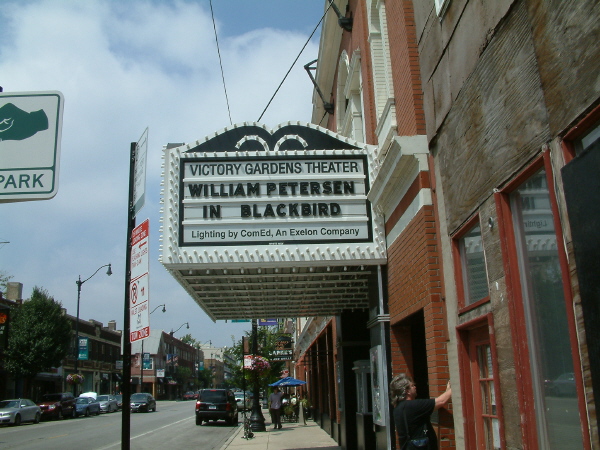 PARK
VICTORY GARDENS THEATER
WILLIAM PETERSEN
IN BLACKBIRD
Lighting by ComEd, An Exelon Company